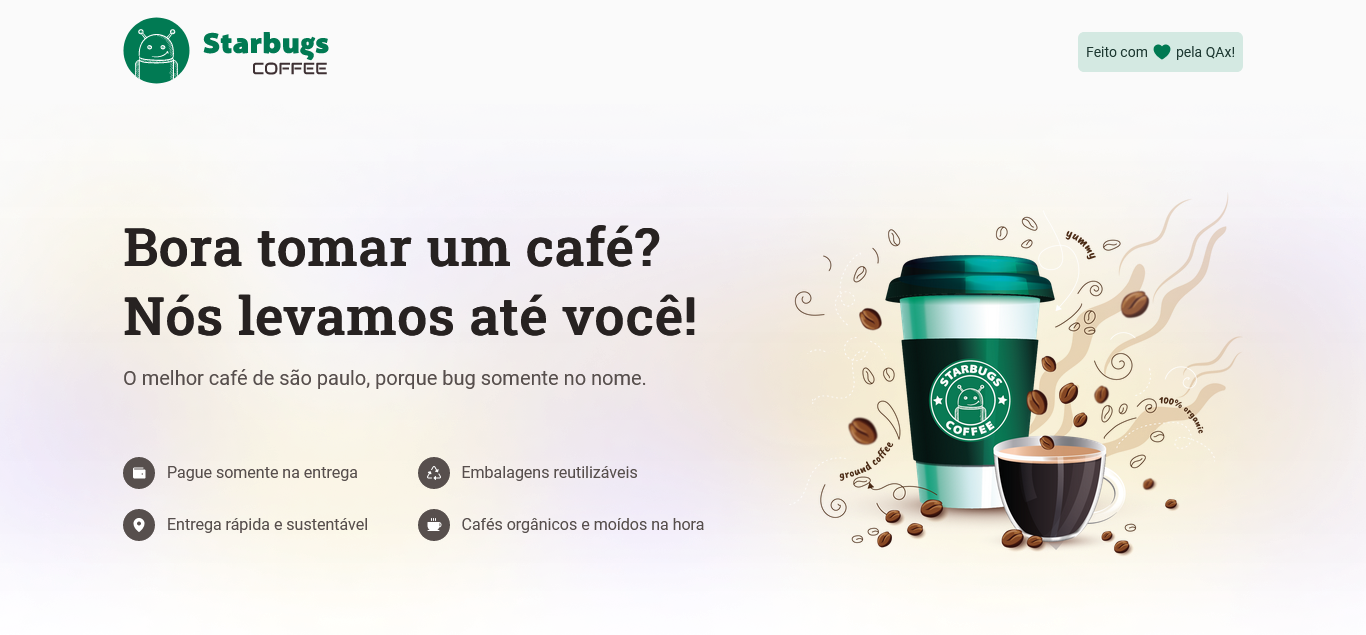 Starbugs
COFFEE
Feito com pela QAx!
Bora tomar um café?
Nós levamos até você!
O melhor café de são paulo, porque bug somente no nome.
Pague somente na entrega
Embalagens reutilizáveis
Entrega rápida e sustentável
Cafés orgânicos e moídos na hora
yummy
STARBUGS
COFFEE
100% organic
ground coffee